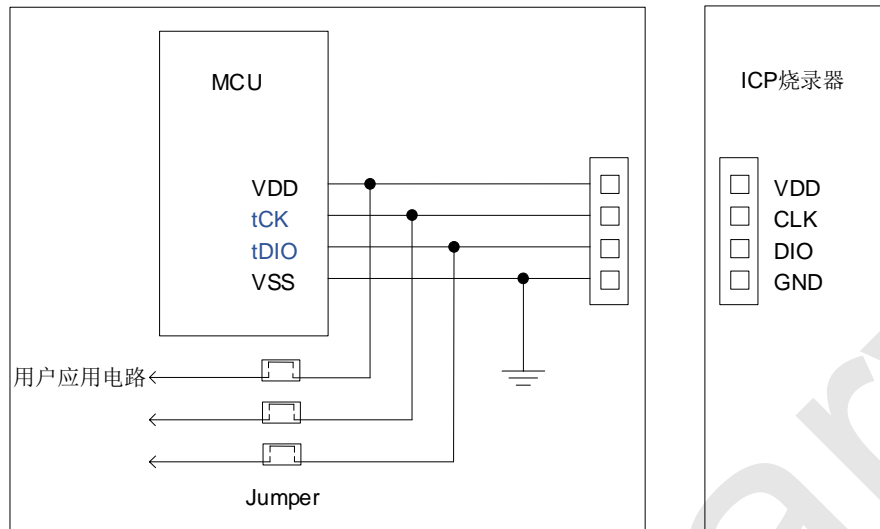 MCU
ICP烧录器
VDD
tCK
tDIO
VSS
VDD
CLK
DIO
GND
用户应用电路
Jumper